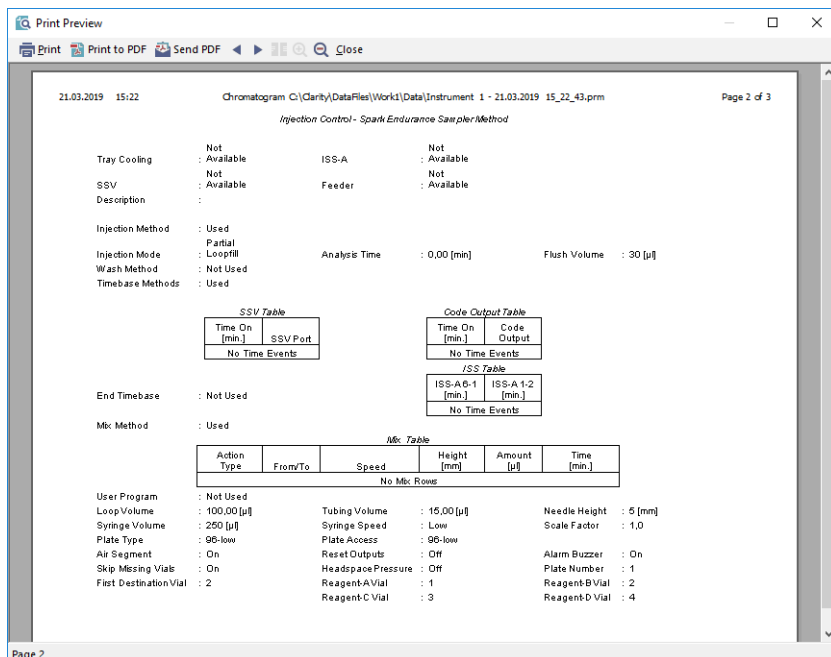 Print Preview
Print Print to PDF Send PDF Close
21.03.2019 15:22 Chromatogram C:\Clarity\DataFiles\Work1\Data\Instrument 1 - 21.03.2019 15_22_43.prm Page 2 of 3
Injection Control - Spark Endurance Sampler Method
Not Not
Tray Cooling : Available ISS-A : Available
Not Not
SSV : Available Feeder : Available
Description :
Injection Method : Used
Partial
Injection Mode : Loopfill Analysis Time : 0,00 [min] Flush Volume : 30 [µl]
Wash Method : Not Used
Timebase Methods : Used
SSV Table Code Output Table
Time On Time On Code
[min.] SSV Port [min.] Output
No Time Events No Time Events
ISS Table
ISS-A 6-1 ISS-A 1-2
End Timebase : Not Used [min.] [min.]
No Time Events
Mix Method : Used
Mix Table
Action Height Amount Time
Type From/To Speed [mm] [µl] [min.]
No Mix Rows
User Program : Not Used
Loop Volume : 100,00 [µl] Tubing Volume : 15,00 [µl] Needle Height : 5 [mm]
Syringe Volume : 250 [µl] Syringe Speed : Low Scale Factor : 1,0
Plate Type : 96-low Plate Access : 96-low
Air Segment : On Reset Outputs : Off Alarm Buzzer : On
Skip Missing Vials : On Headspace Pressure : Off Plate Number : 1
First Destination Vial : 2 Reagent-A Vial : 1 Reagent-B Vial : 2
Reagent-C Vial : 3 Reagent-D Vial : 4
Page 2